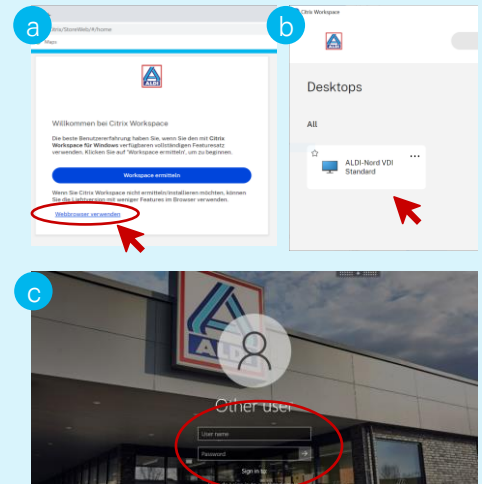 a
Citrix/StoreWeb/#/home
Maps
Willkommen bei Citrix Workspace
Die beste Benutzererfahrung haben Sie, wenn Sie den mit Citrix
Workspace für Windows verfügbaren vollständigen Featuresatz
verwenden. Klicken Sie auf "Workspace ermitteln", um zu beginnen.
Workspace ermitteln
Wenn Sie Citrix Workspace nicht ermitteln/installieren möchten, können
Sie die Lightversion mit weniger Features im Browser verwenden.
Webbrowser verwenden
b
Citrix Workspace
Desktops
All
ALDI-Nord VDI
Standard
c
ALDI
Other user
User name
Password
Sign in to: